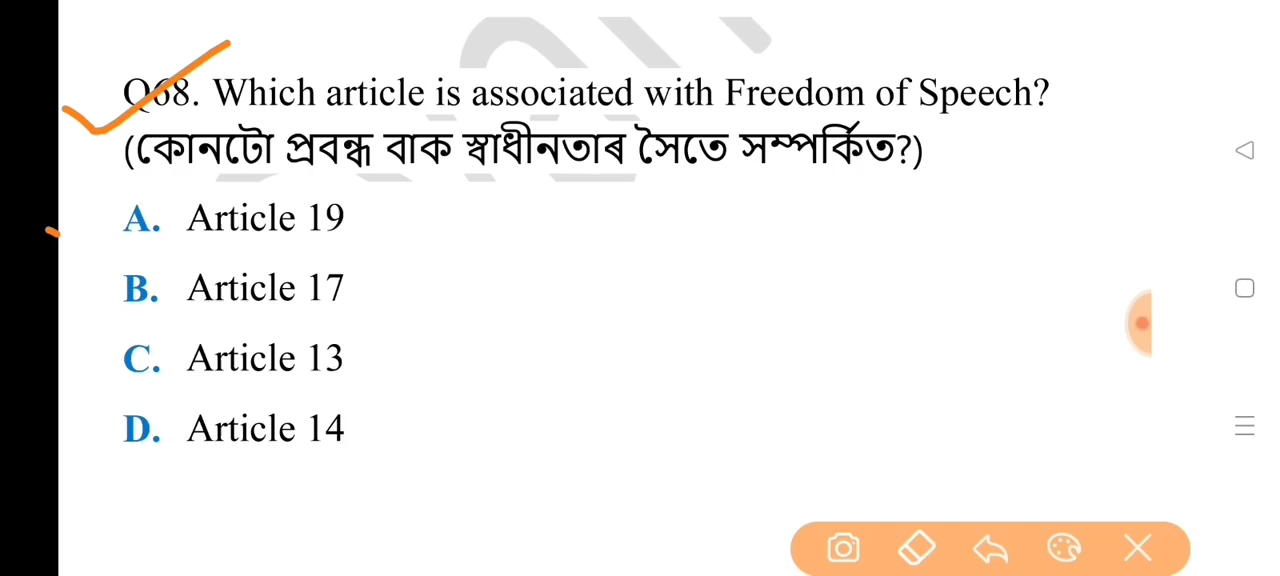 Q68. Which article is associated with Freedom of Speech?
(কোনটো প্ৰবন্ধ বাক স্বাধীনতাৰ সৈতে সম্পৰ্কিত?)
A. Article 19
B. Article 17
C. Article 13
D. Article 14